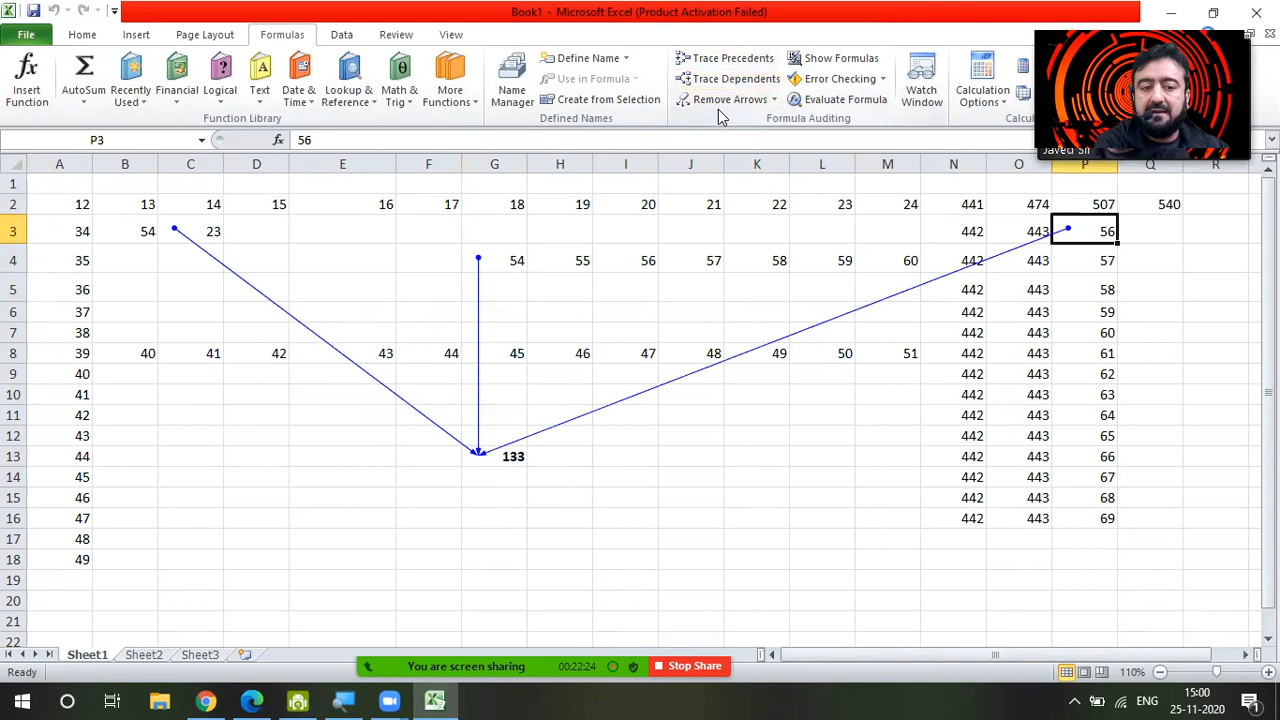 Book1 - Microsoft Excel (Product Activation Failed)
File Home Insert Page Layout Formulas Data Review View
Insert Function
AutoSum
Recently Used
Financial
Logical
Text
Date & Time
Lookup & Reference
Math & Trig
More Functions
Function Library
Name Manager
Define Name
Use in Formula
Create from Selection
Defined Names
Trace Precedents
Trace Dependents
Remove Arrows
Show Formulas
Error Checking
Evaluate Formula
Formula Auditing
Watch Window
Calculation Options
P3 fx 56
A B C D E F G H I J K L M N O P Q R
1
2 12 13 14 15 16 17 18 19 20 21 22 23 24 441 474 507 540
3 34 54 23 442 443 56
4 35 54 55 56 57 58 59 60 442 443 57
5 36 442 443 58
6 37 442 443 59
7 38 442 443 60
8 39 40 41 42 43 44 45 46 47 48 49 50 51 442 443 61
9 40 442 443 62
10 41 442 443 63
11 42 442 443 64
12 43 442 443 65
13 44 133 442 443 66
14 45 442 443 67
15 46 442 443 68
16 47 442 443 69
17 48
18 49
19
20
21
22
Sheet1 Sheet2 Sheet3
You are screen sharing 00:22:24 Stop Share
Ready 110%
ENG 15:00
25-11-2020